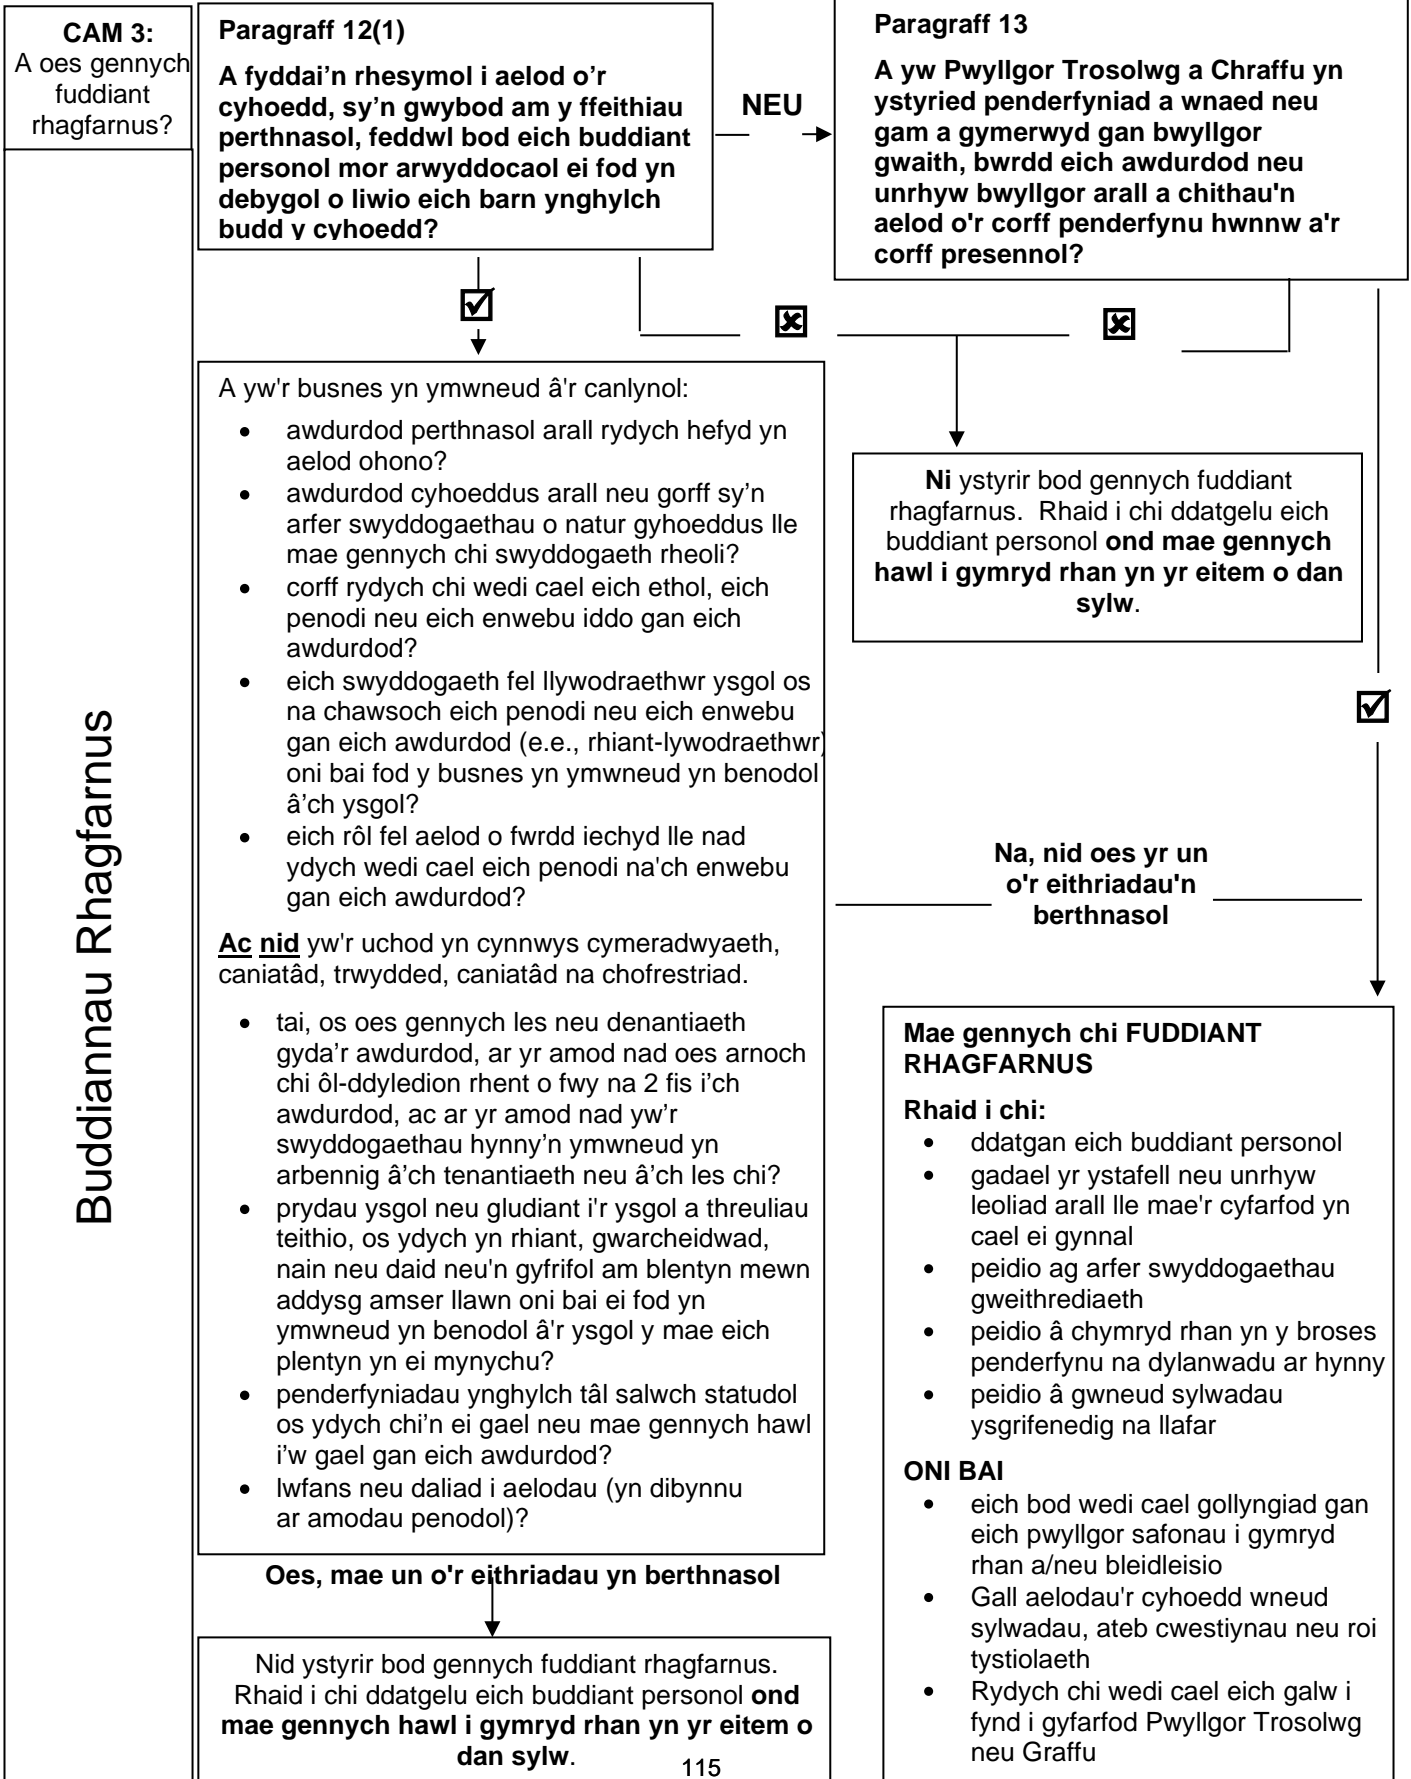 CAM 3:
A oes gennych
fuddiant
rhagfarnus?
Buddiannau Rhagfarnus
Paragraff 12(1)
A fyddai’n rhesymol i aelod o’r
cyhoedd, sy’n gwybod am y ffeithiau
perthnasol, feddwl bod eich buddiant
personol mor arwyddocaol ei fod yn
debygol o liwio eich barn ynghylch
budd y cyhoedd?
NEU
Paragraff 13
A yw Pwyllgor Trosolwg a Chraffu yn
ystyried penderfyniad a wnaed neu
gam a gymerwyd gan bwyllgor
gwaith, bwrdd eich awdurdod neu
unrhyw bwyllgor arall a chithau'n
aelod o'r corff penderfynu hwnnw a'r
corff presennol?
A yw'r busnes yn ymwneud â'r canlynol:
• awdurdod perthnasol arall rydych hefyd yn
aelod ohono?
• awdurdod cyhoeddus arall neu gorff sy’n
arfer swyddogaethau o natur gyhoeddus lle
mae gennych chi swyddogaeth rheoli?
• corff rydych chi wedi cael eich ethol, eich
penodi neu eich enwebu iddo gan eich
awdurdod?
• eich swyddogaeth fel llywodraethwr ysgol os
na chawsoch eich penodi neu eich enwebu
gan eich awdurdod (e.e., rhiant-lywodraethwr)
oni bai fod y busnes yn ymwneud yn benodol
â’ch ysgol?
• eich rôl fel aelod o fwrdd iechyd lle nad
ydych wedi cael eich penodi na'ch enwebu
gan eich awdurdod?
Ac nid yw'r uchod yn cynnwys cymeradwyaeth,
caniatâd, trwydded, caniatâd na chofrestriad.
• tai, os oes gennych les neu denantiaeth
gyda’r awdurdod, ar yr amod nad oes arnoch
chi ôl-ddyledion rhent o fwy na 2 fis i’ch
awdurdod, ac ar yr amod nad yw’r
swyddogaethau hynny’n ymwneud yn
arbennig â’ch tenantiaeth neu â’ch les chi?
• prydau ysgol neu gludiant i'r ysgol a threuliau
teithio, os ydych yn rhiant, gwarcheidwad,
nain neu daid neu'n gyfrifol am blentyn mewn
addysg amser llawn oni bai ei fod yn
ymwneud yn benodol â'r ysgol y mae eich
plentyn yn ei mynychu?
• penderfyniadau ynghylch tâl salwch statudol
os ydych chi’n ei gael neu mae gennych hawl
i’w gael gan eich awdurdod?
• lwfans neu daliad i aelodau (yn dibynnu
ar amodau penodol)?
Oes, mae un o'r eithriadau yn berthnasol
Nid ystyrir bod gennych fuddiant rhagfarnus.
Rhaid i chi ddatgelu eich buddiant personol ond
mae gennych hawl i gymryd rhan yn yr eitem o
dan sylw.
Ni ystyrir bod gennych fuddiant
rhagfarnus. Rhaid i chi ddatgelu eich
buddiant personol ond mae gennych
hawl i gymryd rhan yn yr eitem o dan
sylw.
Na, nid oes yr un
o'r eithriadau'n
berthnasol
Mae gennych chi FUDDIANT
RHAGFARNUS
Rhaid i chi:
• ddatgan eich buddiant personol
• gadael yr ystafell neu unrhyw
leoliad arall lle mae'r cyfarfod yn
cael ei gynnal
• peidio ag arfer swyddogaethau
gweithrediaeth
• peidio â chymryd rhan yn y broses
penderfynu na dylanwadu ar hynny
• peidio â gwneud sylwadau
ysgrifenedig na llafar
ONI BAI
• eich bod wedi cael gollyngiad gan
eich pwyllgor safonau i gymryd
rhan a/neu bleidleisio
• Gall aelodau'r cyhoedd wneud
sylwadau, ateb cwestiynau neu roi
tystiolaeth
• Rydych chi wedi cael eich galw i
fynd i gyfarfod Pwyllgor Trosolwg
neu Graffu
115